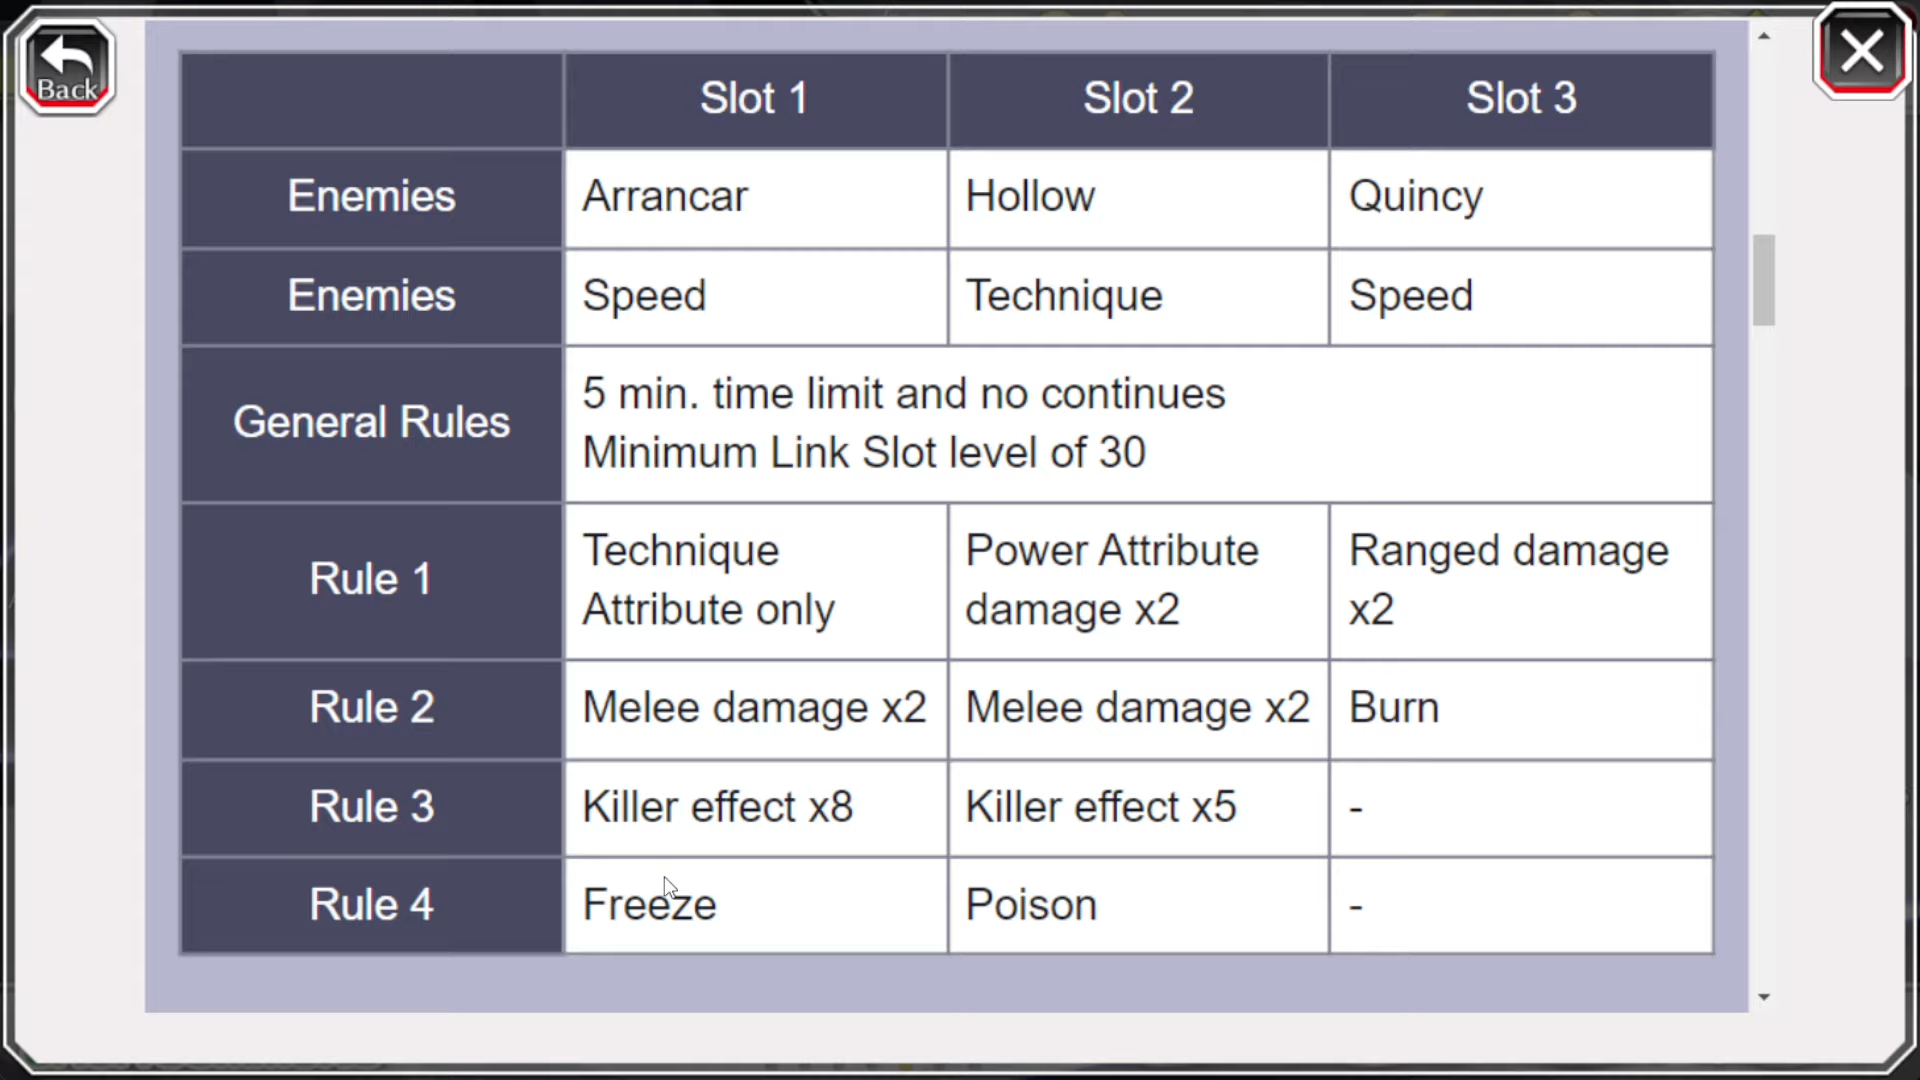 Back
Slot 1 Slot 2 Slot 3
Enemies Arrancar Hollow Quincy
Enemies Speed Technique Speed
General Rules
5 min. time limit and no continues
Minimum Link Slot level of 30
Rule 1
Technique Power Attribute Ranged damage
Attribute only damage x2 x2
Rule 2 Melee damage x2 Melee damage x2 Burn
Rule 3 Killer effect x8 Killer effect x5 -
Rule 4 Freeze Poison -